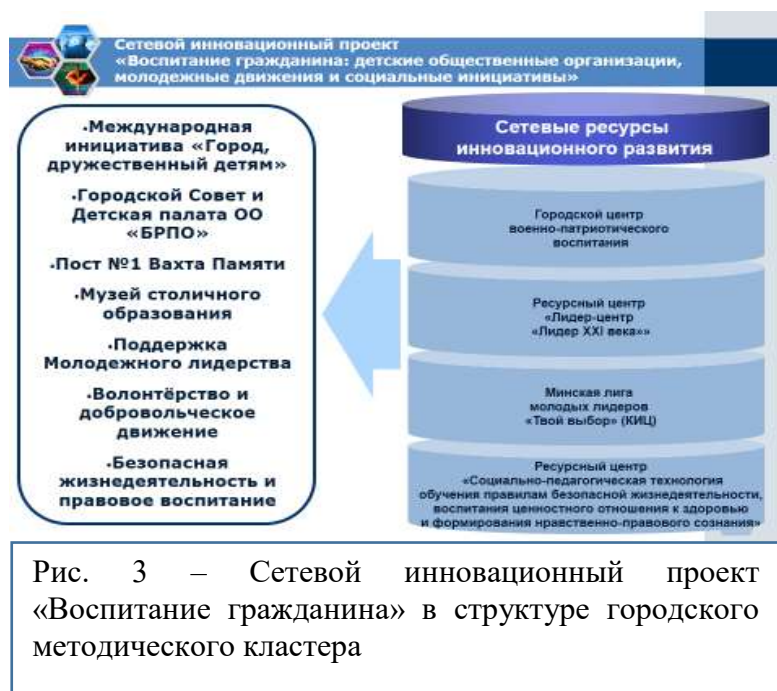 Сетевой инновационный проект
«Воспитание гражданина: детские общественные организации,
молодежные движения и социальные инициативы»
•Международная
инициатива «Город,
дружественный детям»
•Городской Совет и
Детская палата ОО
«БРПО»
•Пост №1 Вахта Памяти
•Музей столичного
образования
•Поддержка
Молодежного лидерства
•Волонтёрство и
добровольческое
движение
•Безопасная
жизнедеятельность и
правовое воспитание
Сетевые ресурсы
инновационного развития
Городской центр
военно-патриотического
воспитания
Ресурсный центр
«Лидер-центр
«Лидер XXI века»»
Минская лига
молодых лидеров
«Твой выбор» (КИЦ)
Ресурсный центр
«Социально-педагогическая технология
обучения правилам безопасной жизнедеятельности,
воспитания ценностного отношения к здоровью
и формирования нравственно-правового сознания»
Рис. 3 – Сетевой инновационный проект
«Воспитание гражданина» в структуре городского
методического кластера